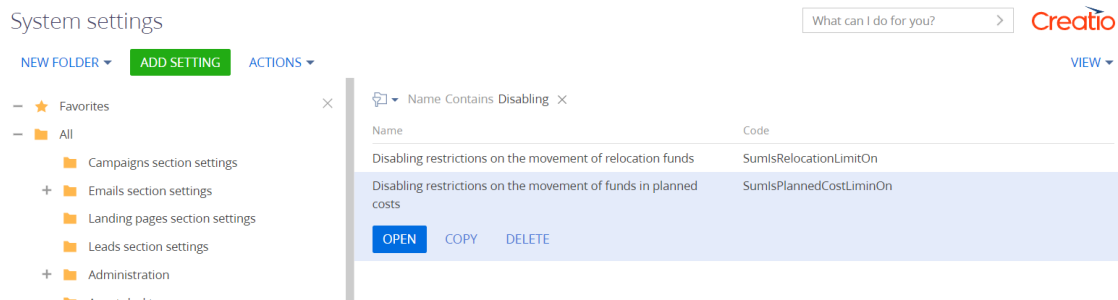 System settings
What can I do for you?
Creatio
NEW FOLDER
ADD SETTING
ACTIONS
VIEW
Favorites
All
Campaigns section settings
Emails section settings
Landing pages section settings
Leads section settings
Administration
Name Contains Disabling
Name
Code
Disabling restrictions on the movement of relocation funds
SumIsRelocationLimitOn
Disabling restrictions on the movement of funds in planned
costs
SumIsPlannedCostLiminOn
OPEN
COPY
DELETE